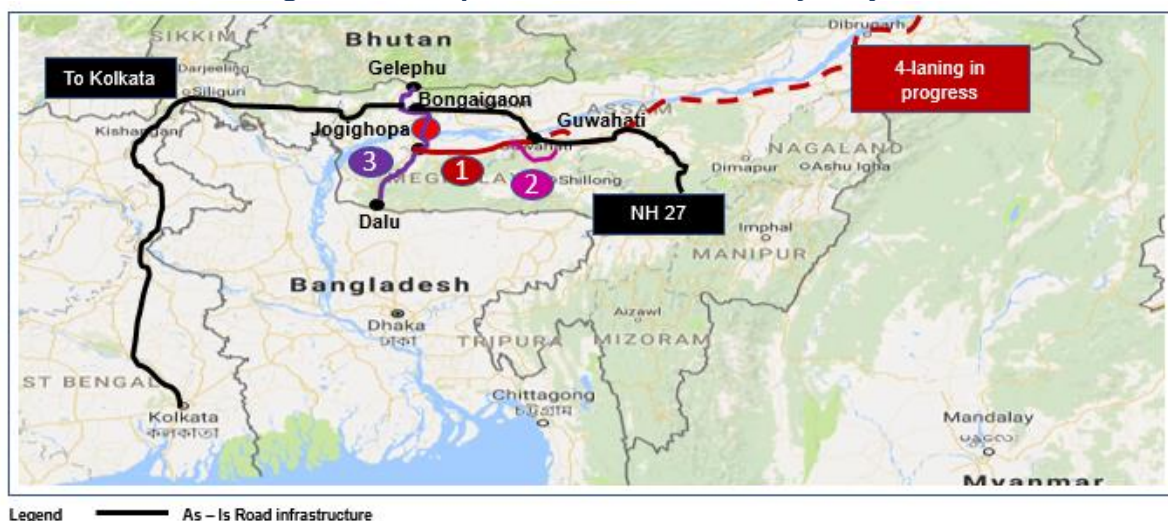 SIKKIM
Bhutan
Dibrugarh
To Kolkata
Darjeeling
Gelephu
4-laning in
progress
Siliguri
Bongaigaon
ASSAM
Kishanganj
Jogighopa
Guwahati
NAGALAND
3
1
2
Shillong
Dimapur
Ashu Igba
Dalu
NH 27
Imphal
MANIPUR
Bangladesh
Dhaka
ঢাকা
Aizawl
TRIPURA
MIZORAM
ST BENGAL
Chittagong
চট্টগ্রাম
Kolkata
কলকাতা
Mandalay
Myanmar
Legend
As – Is Road infrastructure